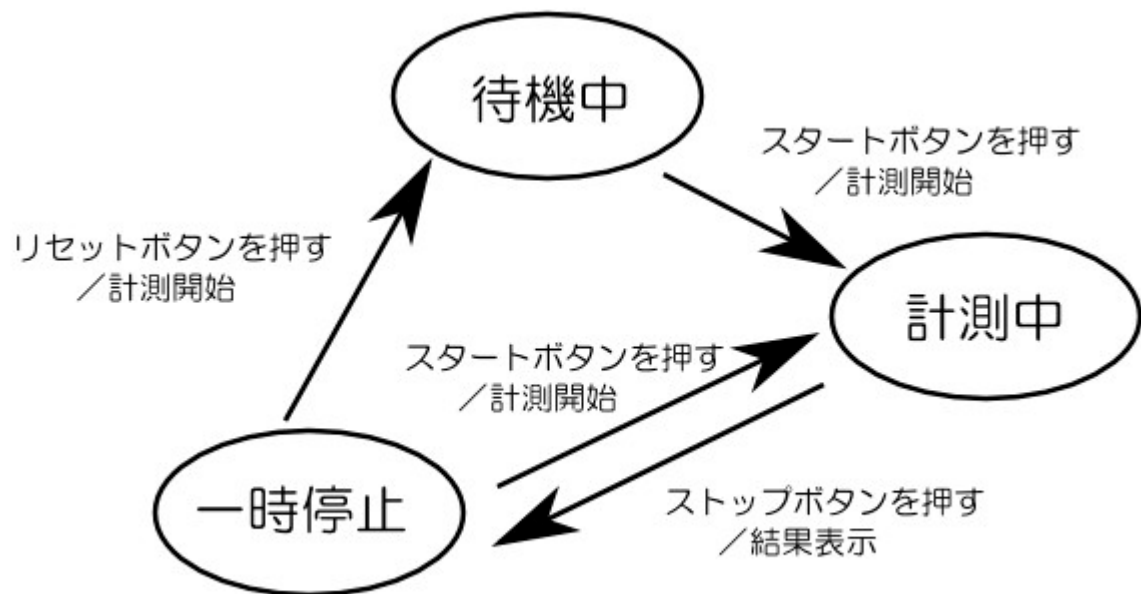 待機中
スタートボタンを押す
／計測開始
リセットボタンを押す
／計測開始
計測中
スタートボタンを押す
／計測開始
一時停止
ストップボタンを押す
／結果表示